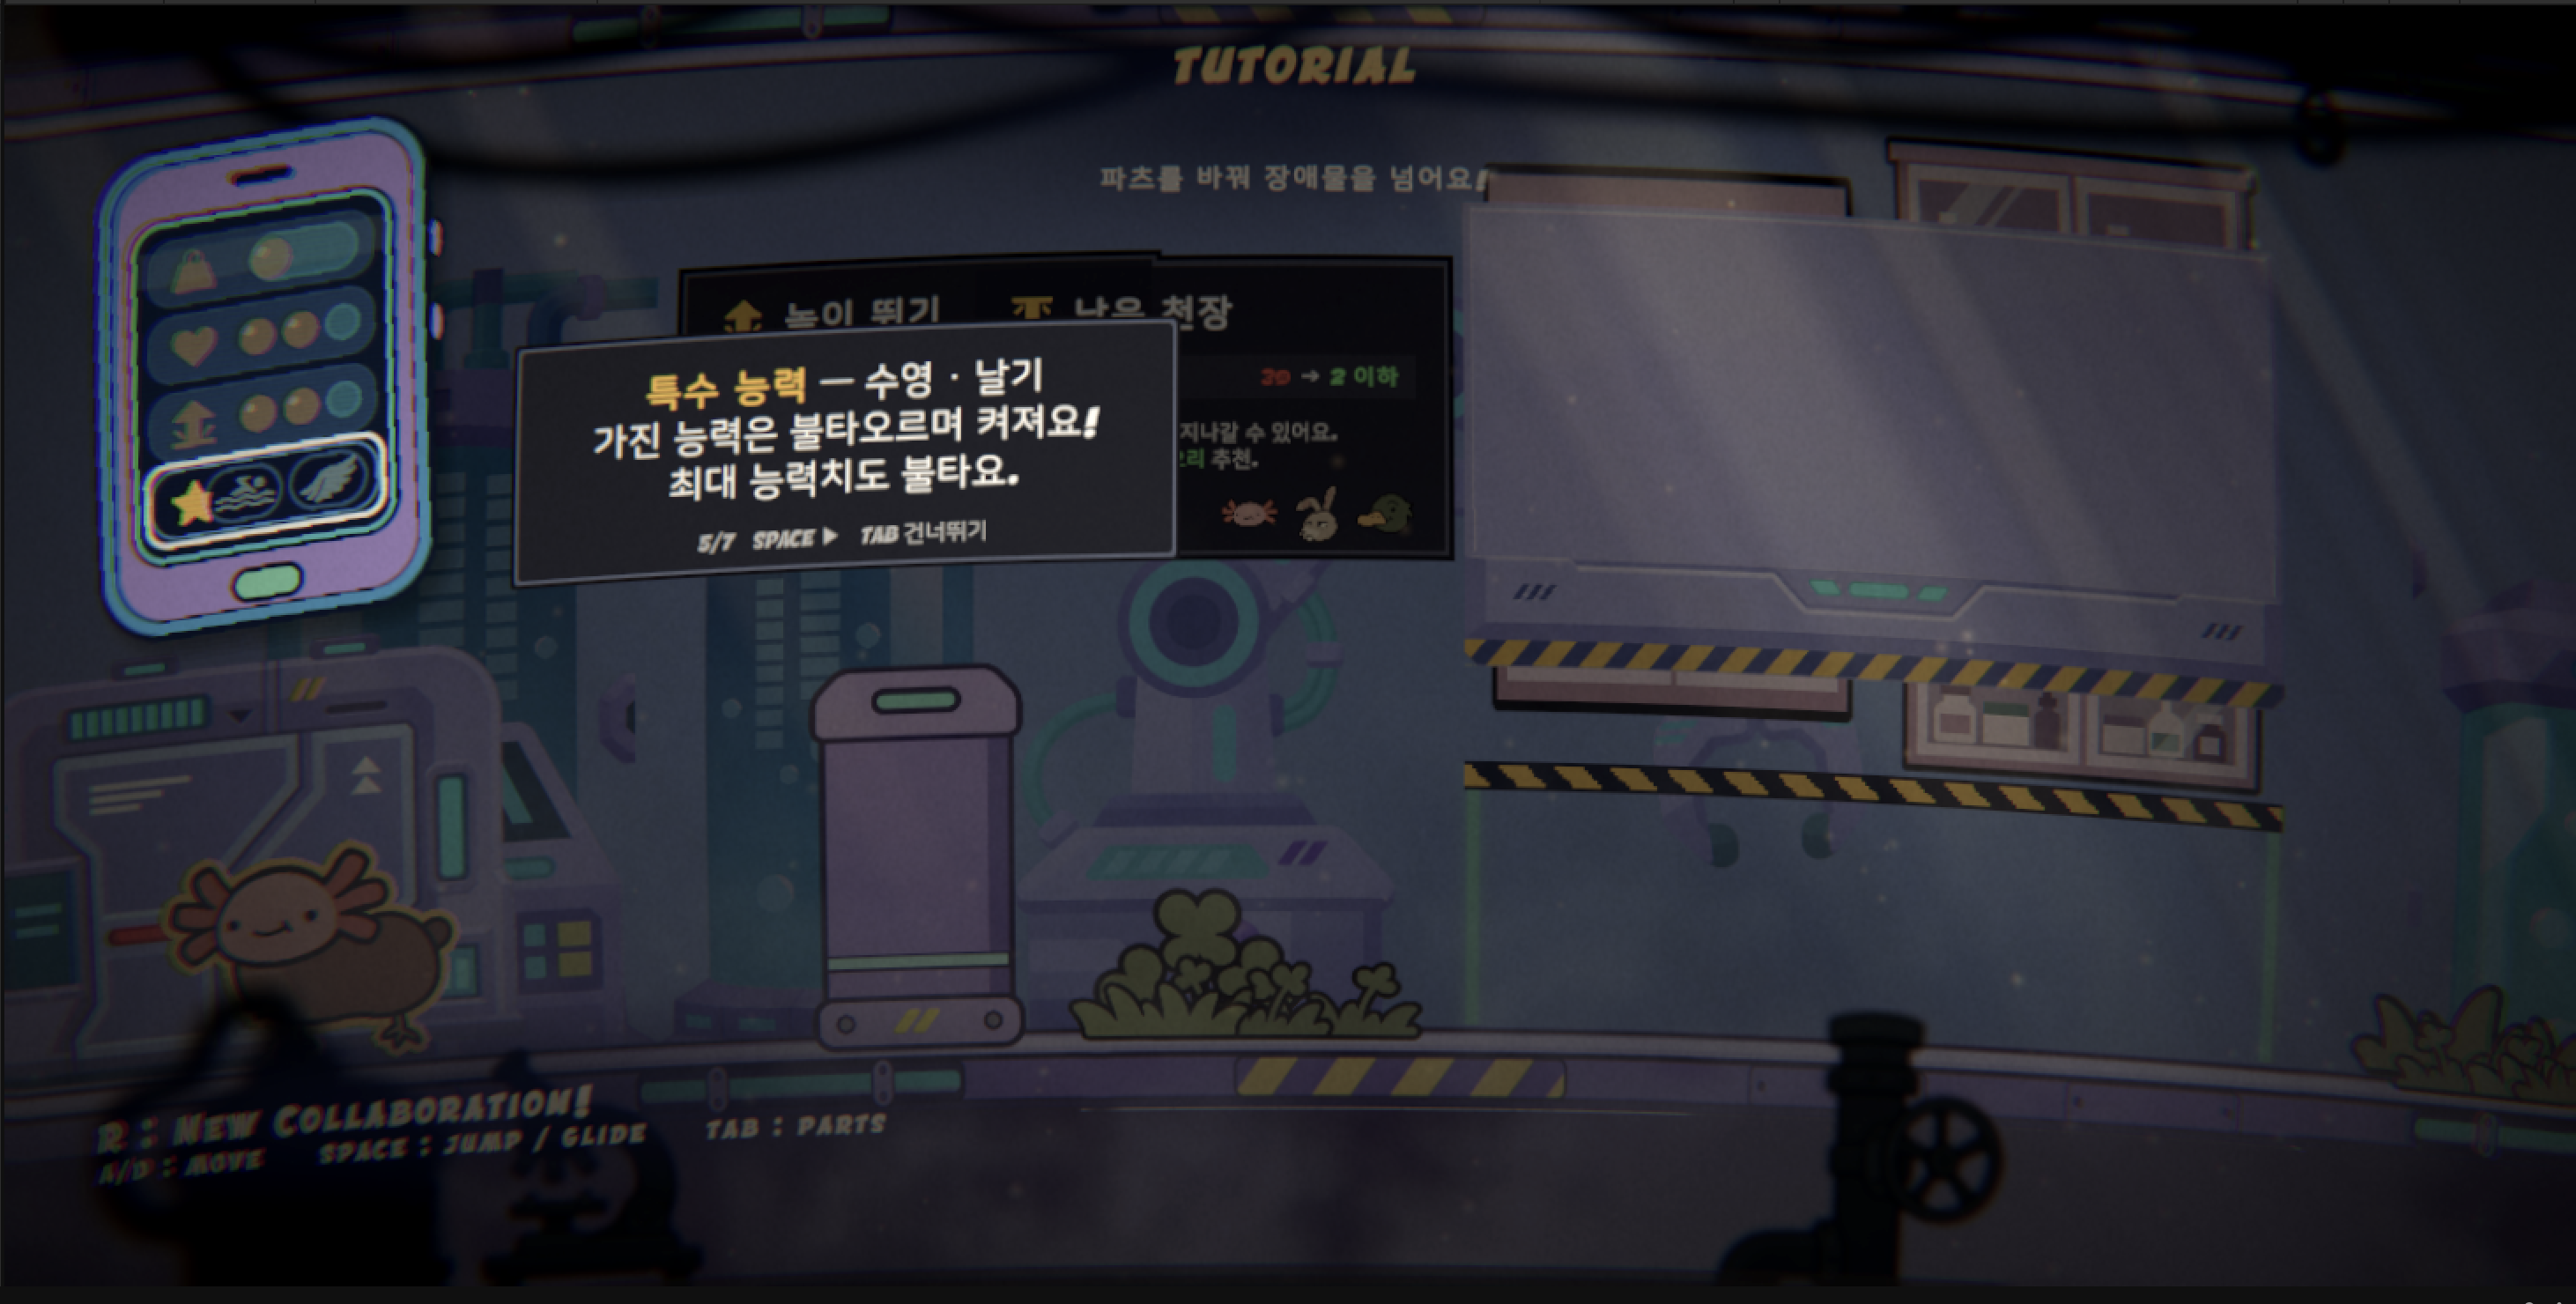 TUTORIAL
파츠를 바꿔 장애물을 넘어요!
높이 뛰기
낮은 천장
30 → 2 이하
지나갈 수 있어요.
추천.
특수 능력 — 수영 · 날기
가진 능력은 불타오르며 켜져요!
최대 능력치도 불타요.
5/7 SPACE ▶ TAB 건너뛰기
R : NEW COLLABORATION!
A/D : MOVE SPACE : JUMP / GLIDE TAB : PARTS